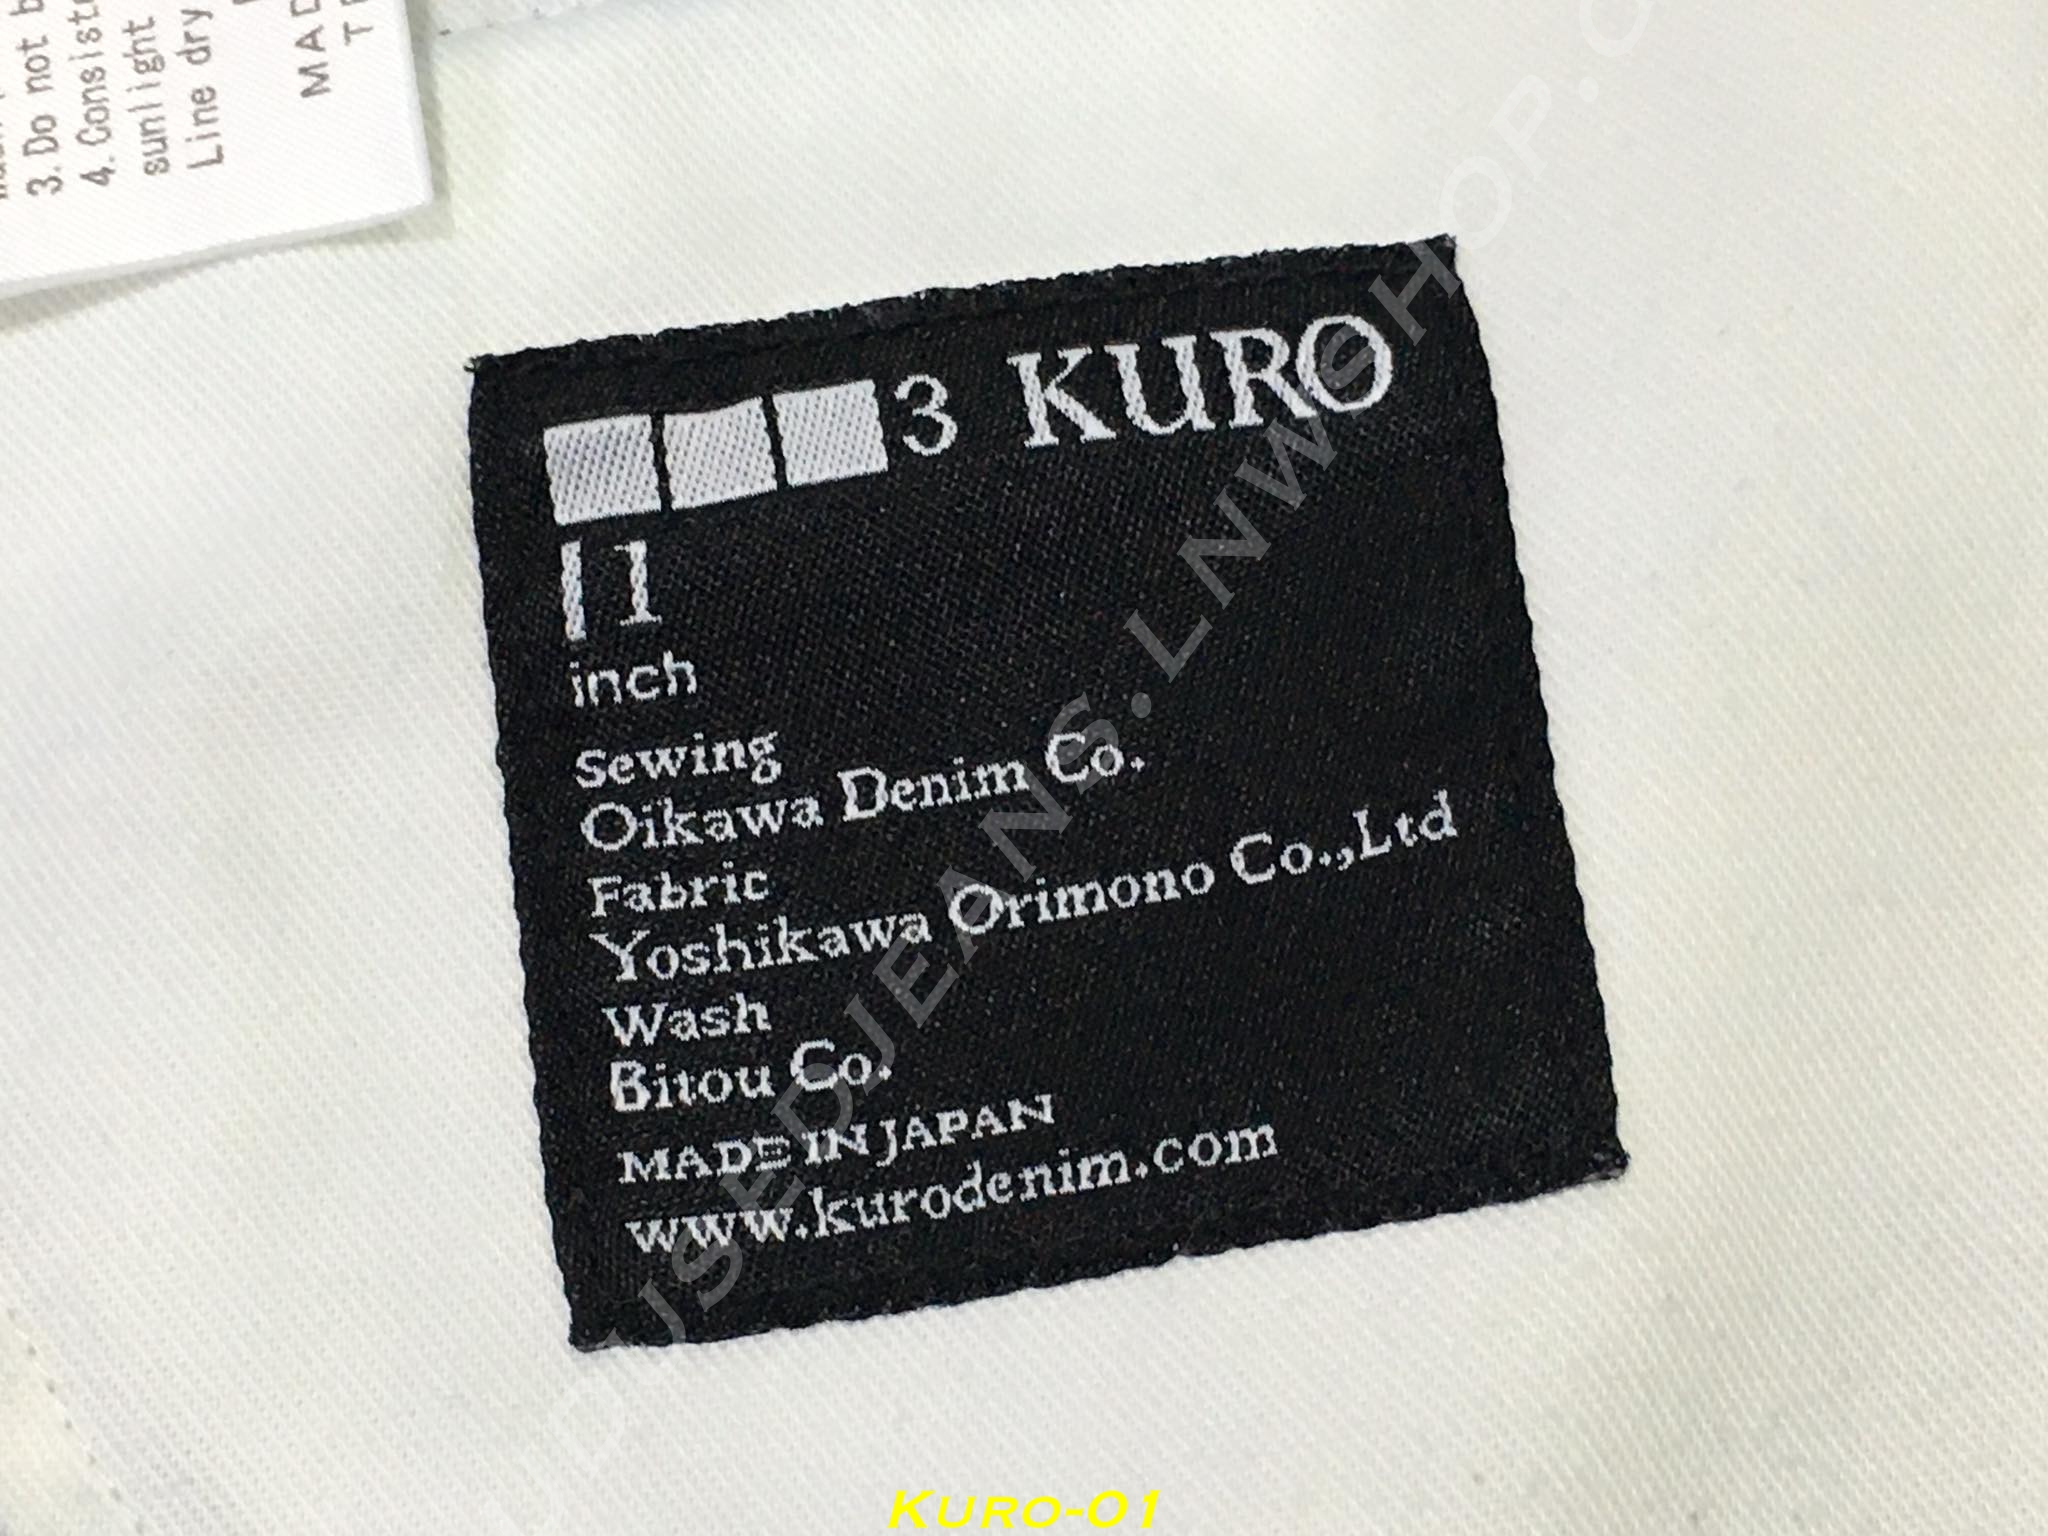 3. Do not
4. Consist
sunlight
Line dry
MAD
3 KURO
1
inch
Sewing
Oikawa Denim Co.
Fabric
Yoshikawa Orimono Co.,Ltd
Wash
Bitou Co.
MADE IN JAPAN
www.kurodenim.com
USEDJEANS.LNWSHOP.C
KURO-01